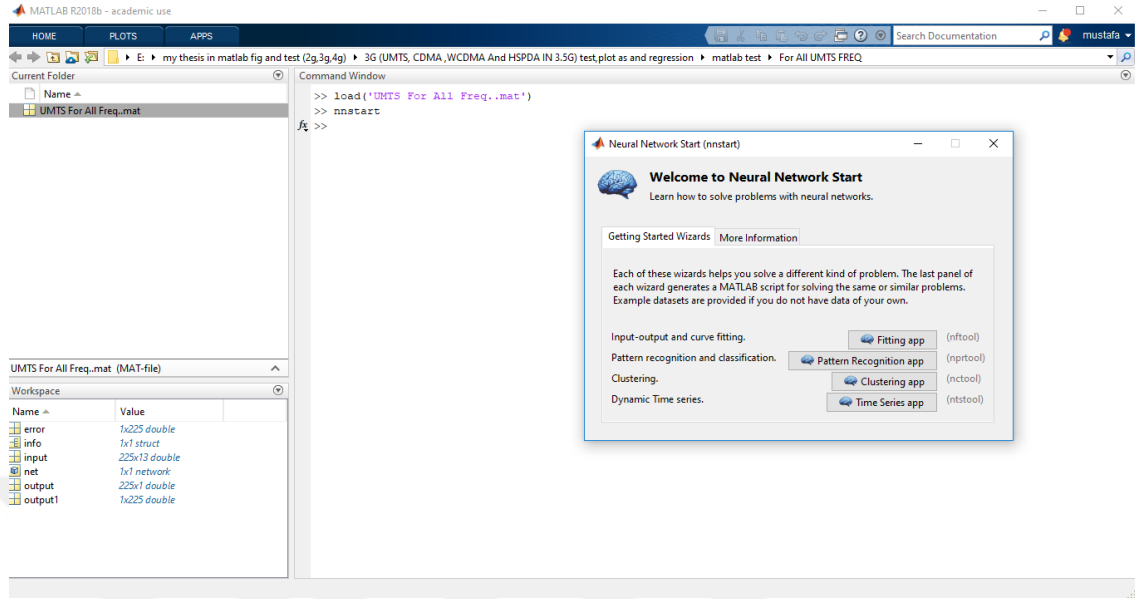 MATLAB R2018b - academic use
HOME PLOTS APPS
Search Documentation
mustafa
E: my thesis in matlab fig and test (2g,3g,4g) 3G (UMTS, CDMA ,WCDMA And HSPDA IN 3.5G) test,plot as and regression matlab test For All UMTS FREQ
Current Folder
Name
UMTS For All Freq..mat
UMTS For All Freq..mat (MAT-file)
Workspace
Name Value
error 1x225 double
info 1x1 struct
input 225x13 double
net 1x1 network
output 225x1 double
output1 1x225 double
Command Window
>> load('UMTS For All Freq..mat')
>> nnstart
fx >>
Neural Network Start (nnstart)
Welcome to Neural Network Start
Learn how to solve problems with neural networks.
Getting Started Wizards More Information
Each of these wizards helps you solve a different kind of problem. The last panel of
each wizard generates a MATLAB script for solving the same or similar problems.
Example datasets are provided if you do not have data of your own.
Input-output and curve fitting. Fitting app (nftool)
Pattern recognition and classification. Pattern Recognition app (nprtool)
Clustering. Clustering app (nctool)
Dynamic Time series. Time Series app (ntstool)